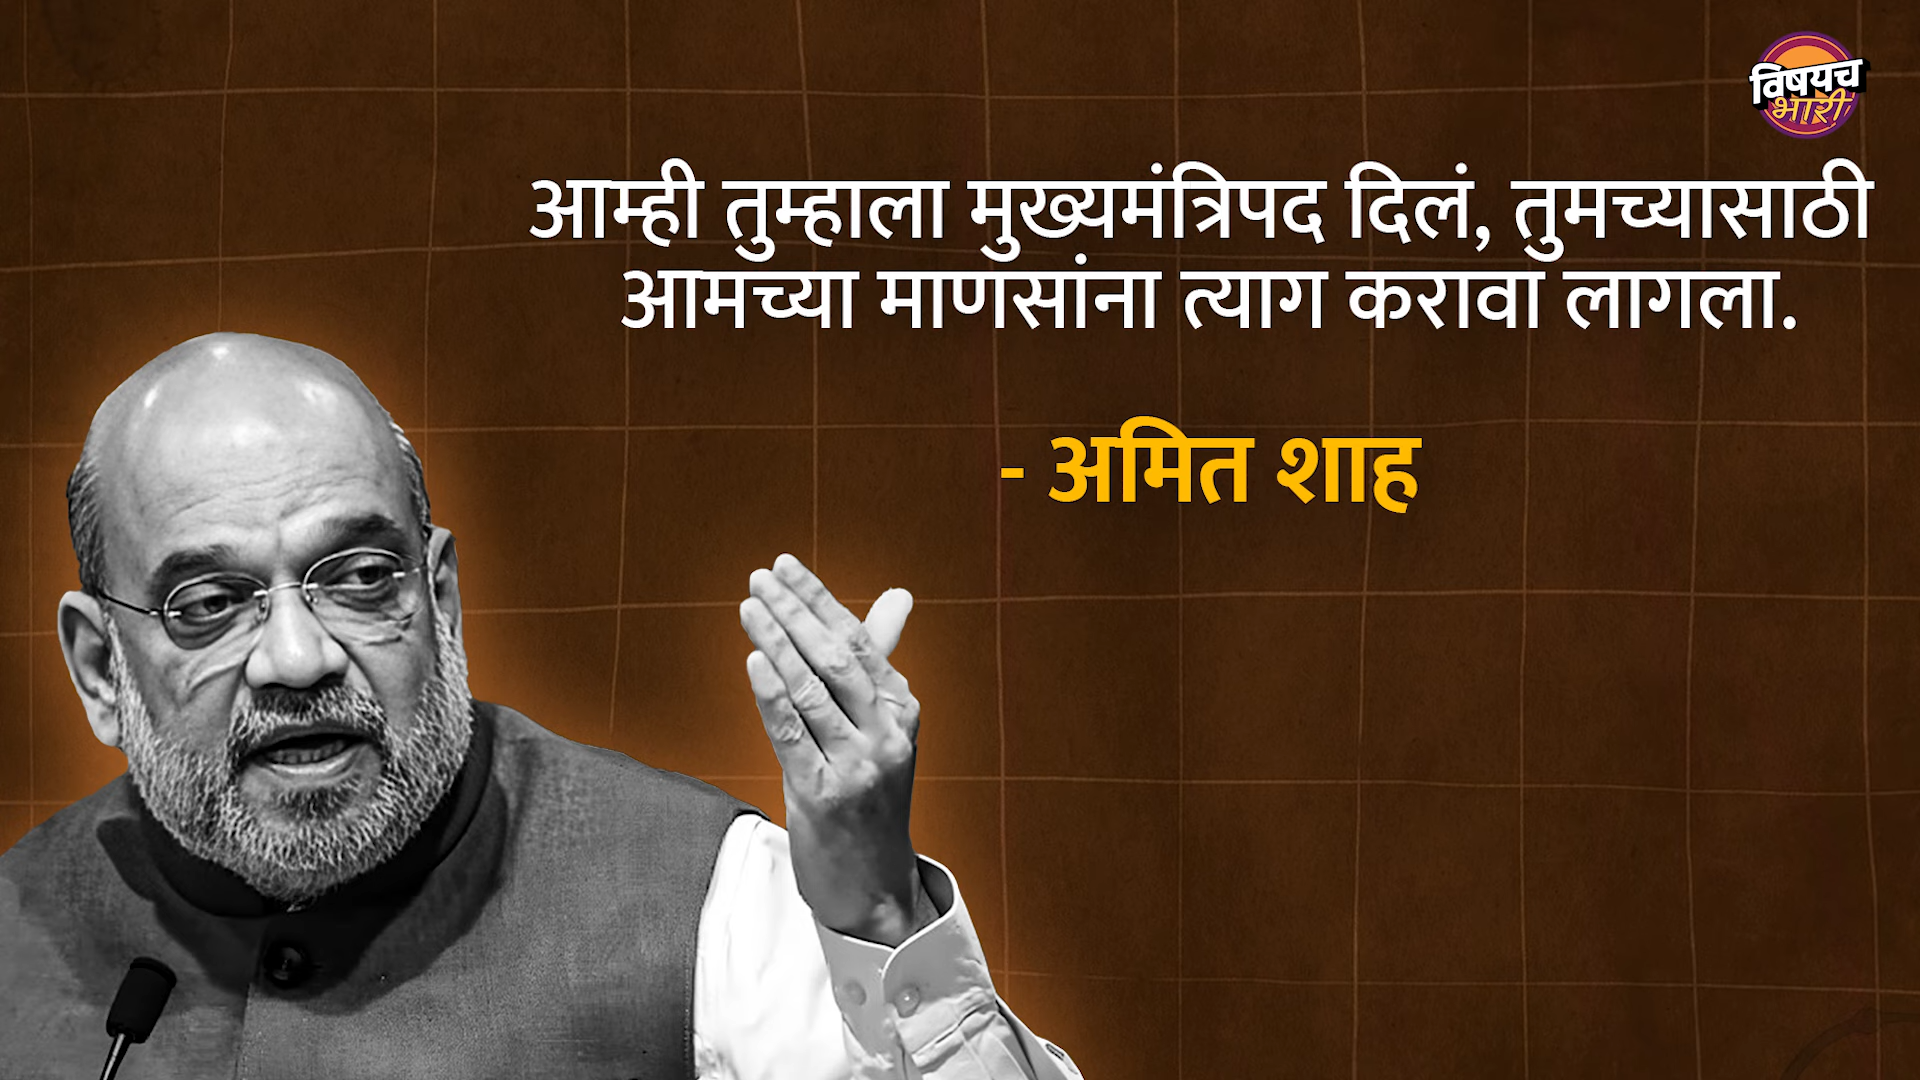 विषयच
भारी
आम्ही तुम्हाला मुख्यमंत्रिपद दिलं, तुमच्यासाठी
आमच्या माणसांना त्याग करावा लागला.
- अमित शाह